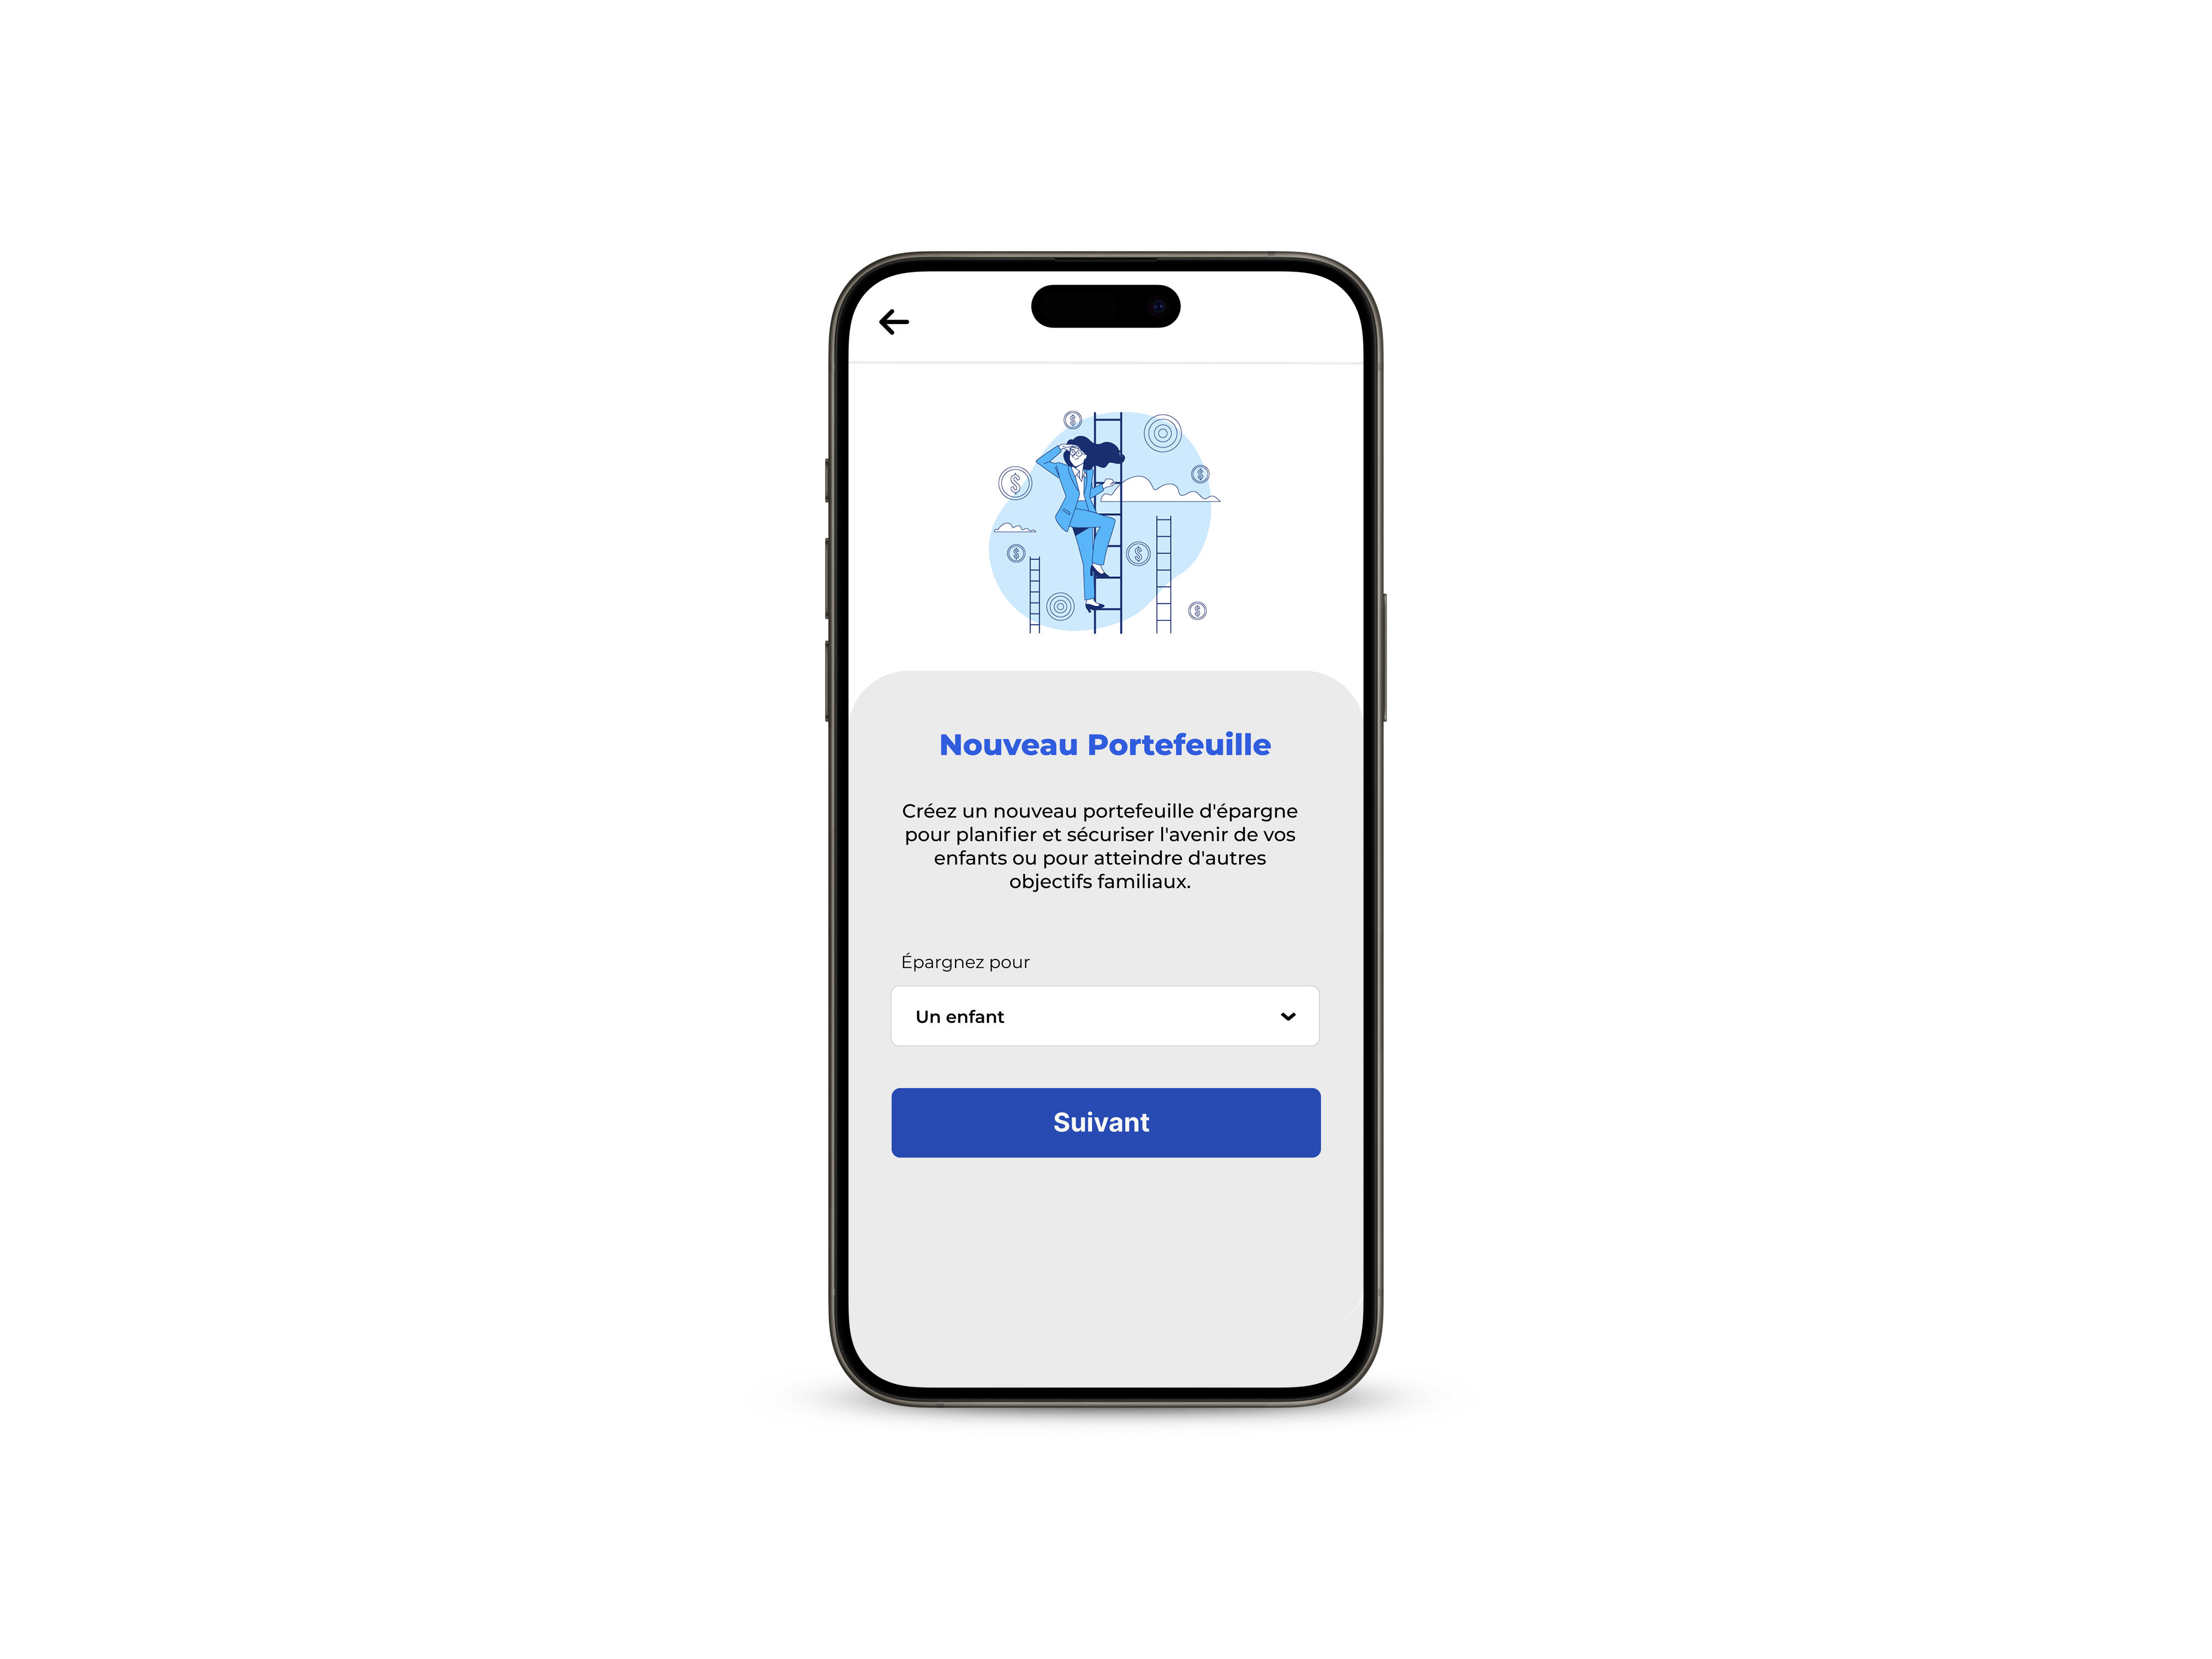 Nouveau Portefeuille
Créez un nouveau portefeuille d'épargne
pour planifier et sécuriser l'avenir de vos
enfants ou pour atteindre d'autres
objectifs familiaux.
Épargnez pour
Un enfant
Suivant